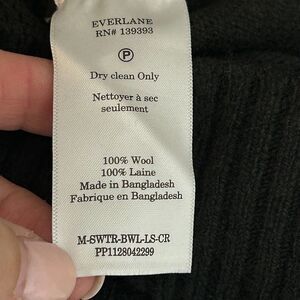 EVERLANE
RN# 139393
P
Dry clean Only
Nettoyer à sec
seulement
100% Wool
100% Laine
Made in Bangladesh
Fabrique en Bangladesh
M-SWTR-BWL-LS-CR
PP1128042299